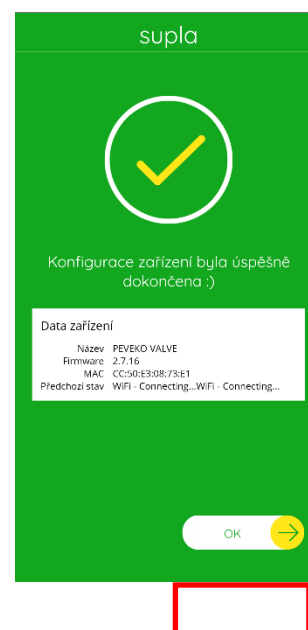 supla
Konfigurace zařízení byla úspěšně
dokončena :)
Data zařízení
Název PEVEKO VALVE
Firmware 2.7.16
MAC CC:50:E3:08:73:E1
Předchozi stav WiFi - Connecting...WiFi - Connecting...
OK